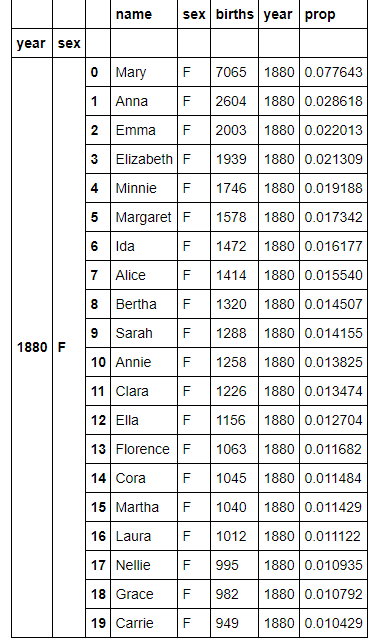 name sex births year prop
year sex
0 Mary F 7065 1880 0.077643
1 Anna F 2604 1880 0.028618
2 Emma F 2003 1880 0.022013
3 Elizabeth F 1939 1880 0.021309
4 Minnie F 1746 1880 0.019188
5 Margaret F 1578 1880 0.017342
6 Ida F 1472 1880 0.016177
7 Alice F 1414 1880 0.015540
8 Bertha F 1320 1880 0.014507
9 Sarah F 1288 1880 0.014155
1880 F
10 Annie F 1258 1880 0.013825
11 Clara F 1226 1880 0.013474
12 Ella F 1156 1880 0.012704
13 Florence F 1063 1880 0.011682
14 Cora F 1045 1880 0.011484
15 Martha F 1040 1880 0.011429
16 Laura F 1012 1880 0.011122
17 Nellie F 995 1880 0.010935
18 Grace F 982 1880 0.010792
19 Carrie F 949 1880 0.010429